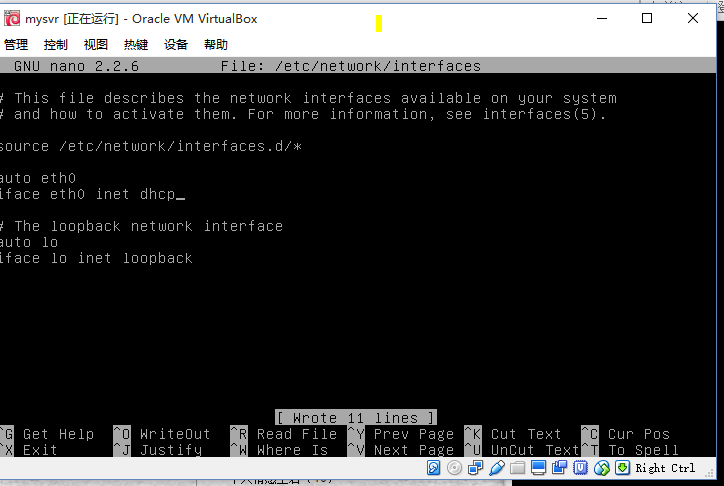 mysvr [正在运行] - Oracle VM VirtualBox
管理 控制 视图 热键 设备 帮助
GNU nano 2.2.6 File: /etc/network/interfaces
# This file describes the network interfaces available on your system
# and how to activate them. For more information, see interfaces(5).
source /etc/network/interfaces.d/*
auto eth0
iface eth0 inet dhcp_
# The loopback network interface
auto lo
iface lo inet loopback
[ Wrote 11 lines ]
^G Get Help ^O WriteOut ^R Read File ^Y Prev Page ^K Cut Text ^C Cur Pos
^X Exit ^J Justify ^W Where Is ^V Next Page ^U UnCut Text ^T To Spell
Right Ctrl